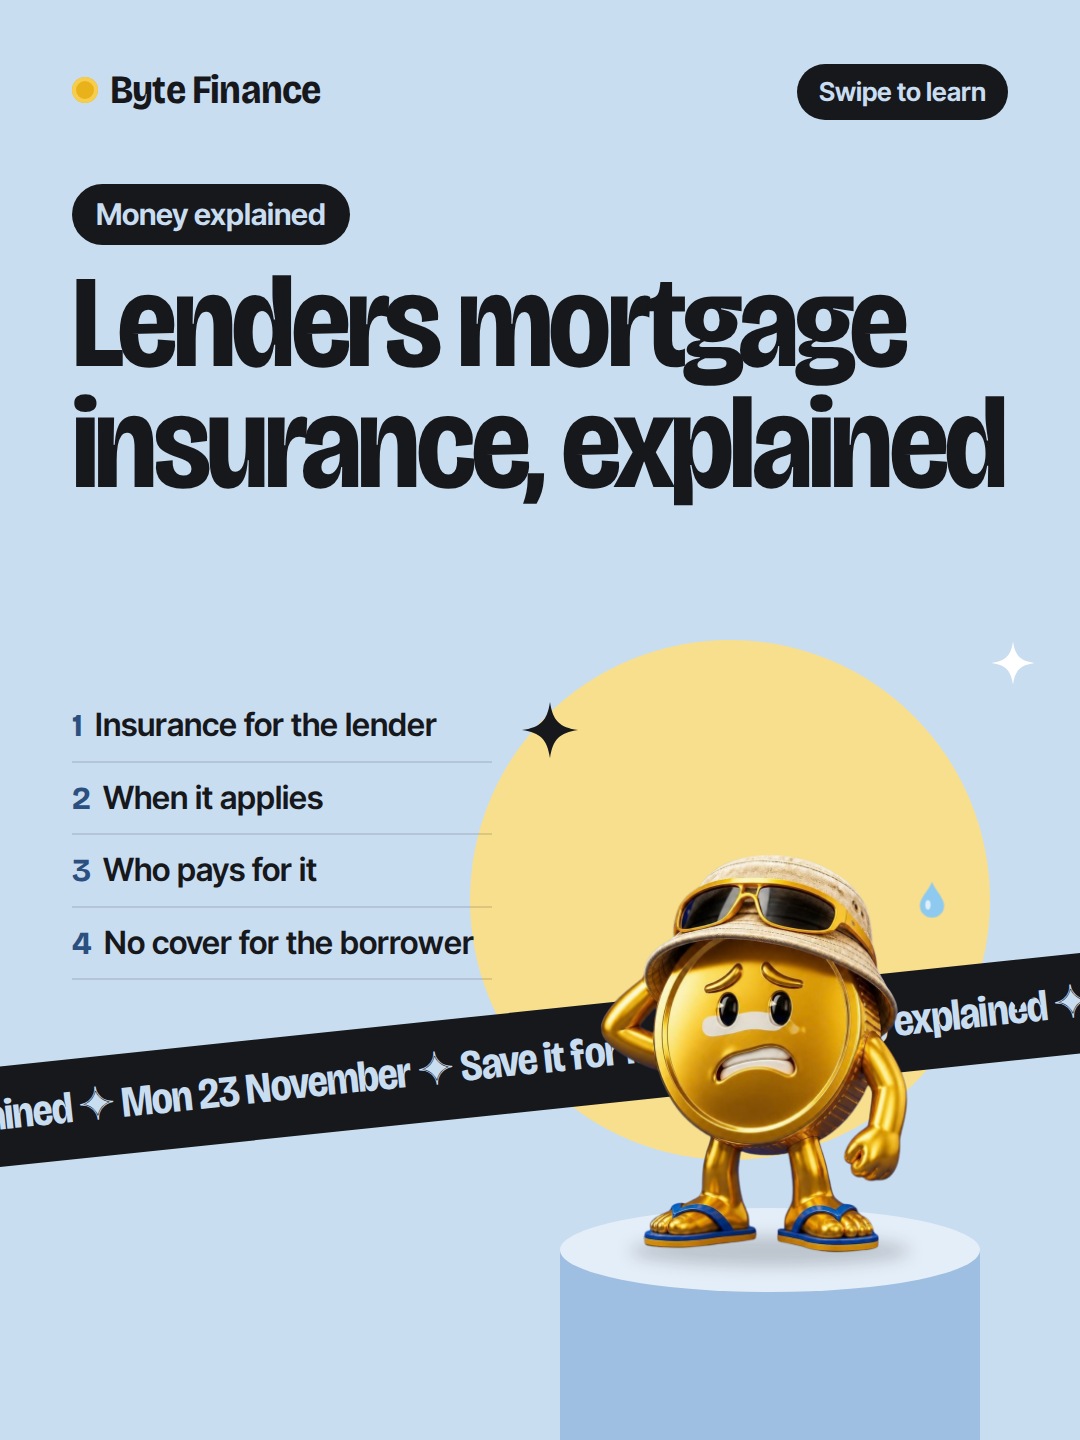 Byte Finance
Swipe to learn
Money explained
Lenders mortgage
insurance, explained
1 Insurance for the lender
2 When it applies
3 Who pays for it
4 No cover for the borrower
ained ✦ Mon 23 November ✦ Save it for explained ✦